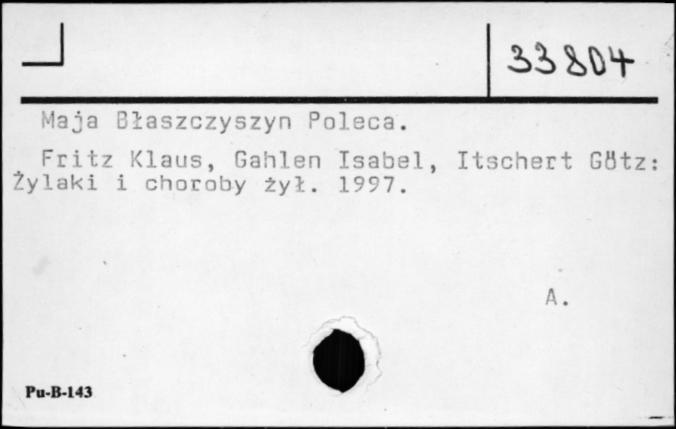 33804
Maja Błaszczyszyn Poleca.
Fritz Klaus, Gahlen Isabel, Itschert Götz:
Żylaki i choroby żył. 1997.
A.
Pu-B-143